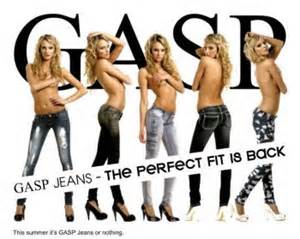 GASP
GASP JEANS - THE PERFECT FIT IS BACK
This summer it's GASP Jeans or nothing.